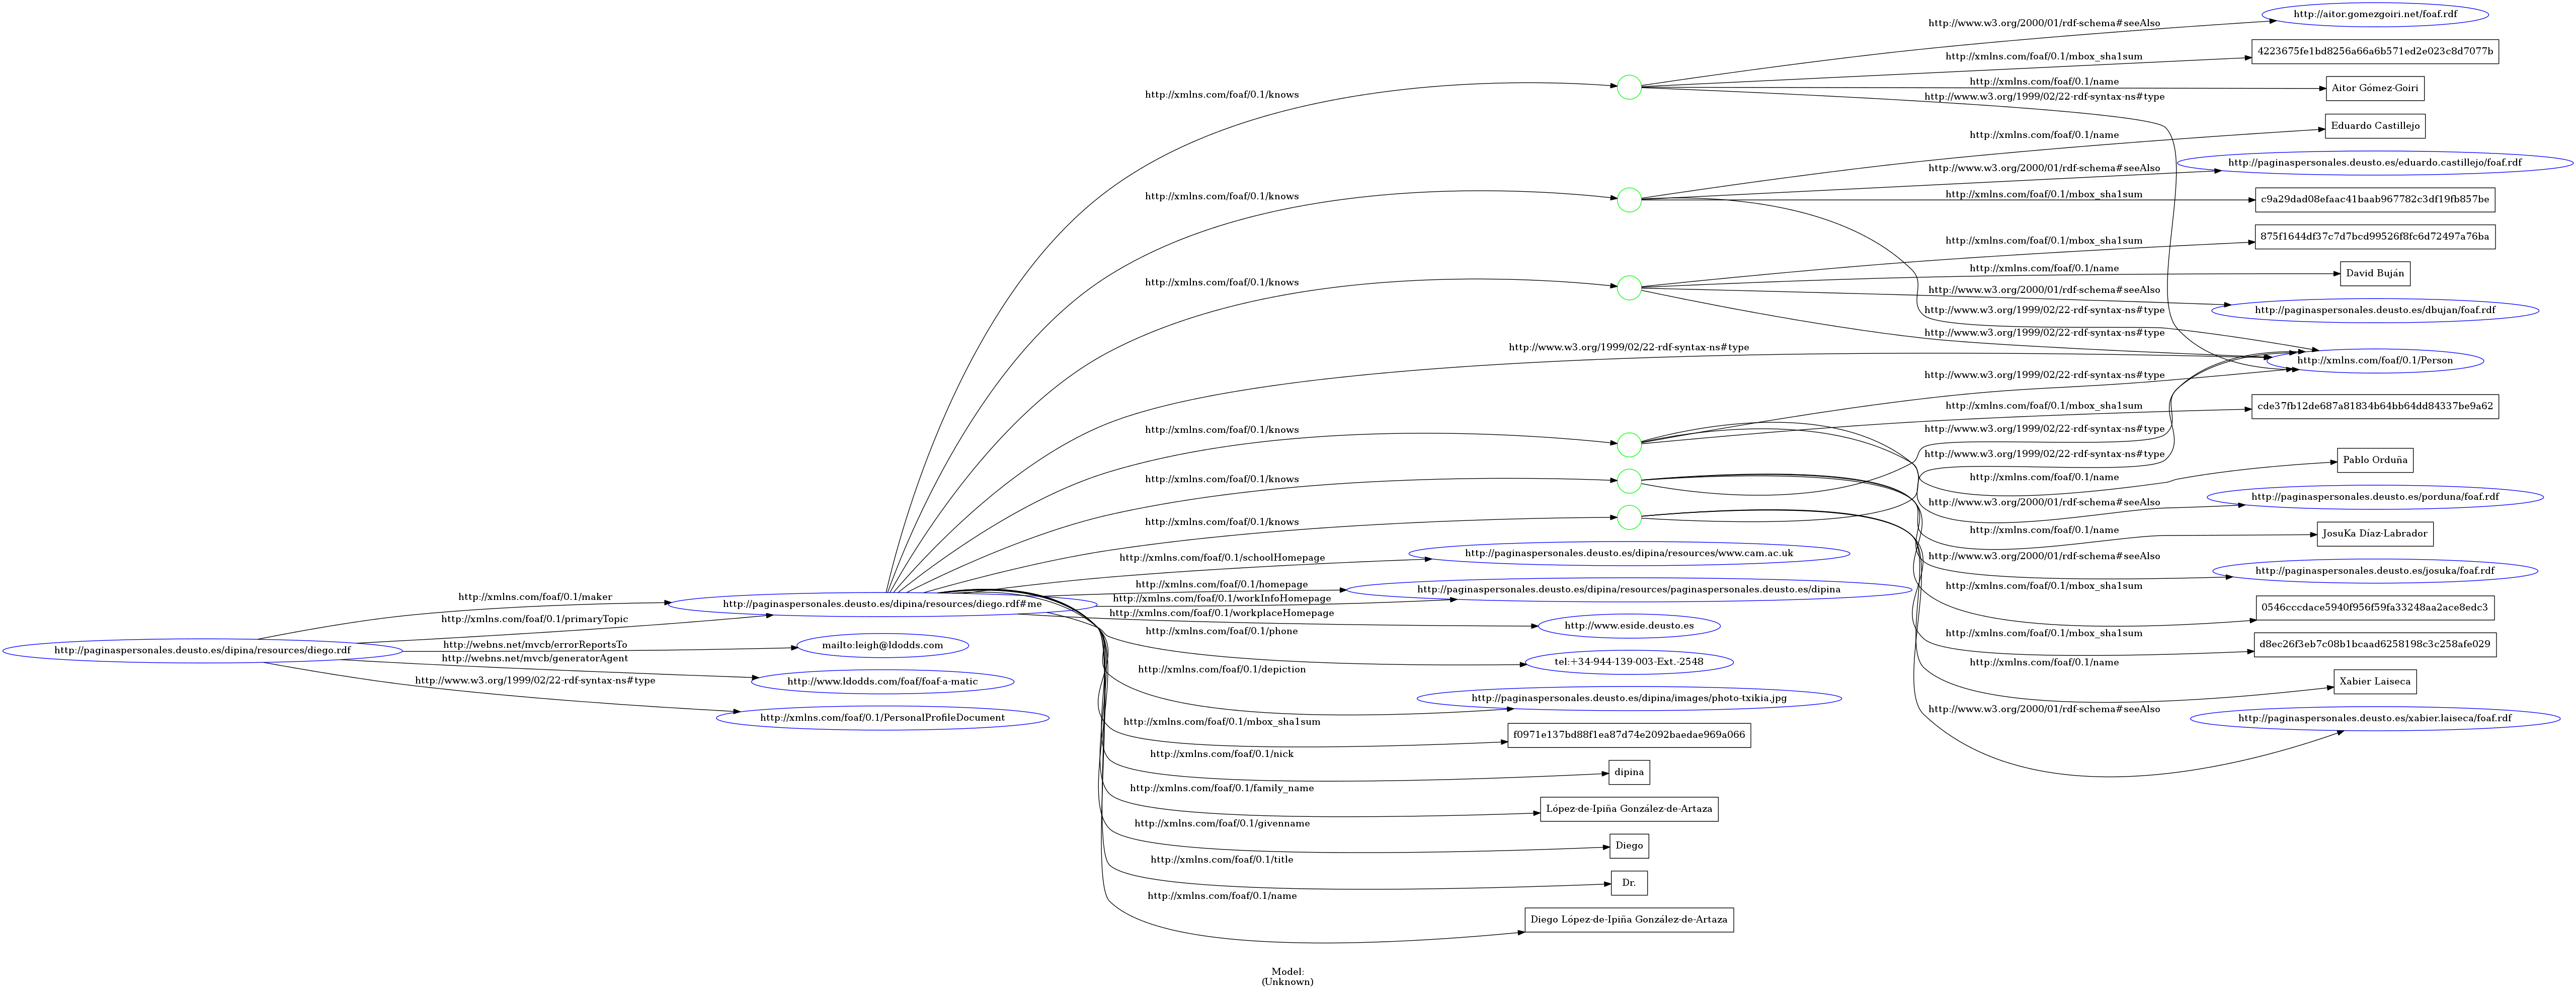 http://aitor.gomezgoiri.net/foaf.rdf
http://www.w3.org/2000/01/rdf-schema#seeAlso
4223675fe1bd8256a66a6b571ed2e023c8d7077b
http://xmlns.com/foaf/0.1/mbox_sha1sum
http://xmlns.com/foaf/0.1/name
Aitor Gómez-Goiri
http://xmlns.com/foaf/0.1/knows
http://www.w3.org/1999/02/22-rdf-syntax-ns#type
Eduardo Castillejo
http://xmlns.com/foaf/0.1/name
http://paginaspersonales.deusto.es/eduardo.castillejo/foaf.rdf
http://www.w3.org/2000/01/rdf-schema#seeAlso
http://xmlns.com/foaf/0.1/knows
http://xmlns.com/foaf/0.1/mbox_sha1sum
c9a29dad08efaac41baab967782c3df19fb857be
875f1644df37c7d7bcd99526f8fc6d72497a76ba
http://xmlns.com/foaf/0.1/mbox_sha1sum
http://xmlns.com/foaf/0.1/name
David Buján
http://xmlns.com/foaf/0.1/knows
http://www.w3.org/2000/01/rdf-schema#seeAlso
http://paginaspersonales.deusto.es/dbujan/foaf.rdf
http://www.w3.org/1999/02/22-rdf-syntax-ns#type
http://www.w3.org/1999/02/22-rdf-syntax-ns#type
http://www.w3.org/1999/02/22-rdf-syntax-ns#type
http://xmlns.com/foaf/0.1/Person
http://www.w3.org/1999/02/22-rdf-syntax-ns#type
http://xmlns.com/foaf/0.1/mbox_sha1sum
cde37fb12de687a81834b64bb64dd84337be9a62
http://xmlns.com/foaf/0.1/knows
http://www.w3.org/1999/02/22-rdf-syntax-ns#type
http://www.w3.org/1999/02/22-rdf-syntax-ns#type
Pablo Orduña
http://xmlns.com/foaf/0.1/knows
http://xmlns.com/foaf/0.1/name
http://paginaspersonales.deusto.es/porduna/foaf.rdf
http://www.w3.org/2000/01/rdf-schema#seeAlso
http://xmlns.com/foaf/0.1/knows
http://xmlns.com/foaf/0.1/name
JosuKa Díaz-Labrador
http://xmlns.com/foaf/0.1/schoolHomepage
http://paginaspersonales.deusto.es/dipina/resources/www.cam.ac.uk
http://www.w3.org/2000/01/rdf-schema#seeAlso
http://paginaspersonales.deusto.es/josuka/foaf.rdf
http://xmlns.com/foaf/0.1/homepage
http://paginaspersonales.deusto.es/dipina/resources/paginaspersonales.deusto.es/dipina
http://xmlns.com/foaf/0.1/mbox_sha1sum
http://xmlns.com/foaf/0.1/maker
http://paginaspersonales.deusto.es/dipina/resources/diego.rdf#me
http://xmlns.com/foaf/0.1/workInfoHomepage
0546cccdace5940f956f59fa33248aa2ace8edc3
http://xmlns.com/foaf/0.1/primaryTopic
http://xmlns.com/foaf/0.1/workplaceHomepage
http://www.eside.deusto.es
http://xmlns.com/foaf/0.1/phone
http://xmlns.com/foaf/0.1/mbox_sha1sum
d8ec26f3eb7c08b1bcaad6258198c3c258afe029
http://paginaspersonales.deusto.es/dipina/resources/diego.rdf
http://webns.net/mvcb/errorReportsTo
mailto:leigh@ldodds.com
http://webns.net/mvcb/generatorAgent
tel:+34-944-139-003-Ext.-2548
http://xmlns.com/foaf/0.1/name
http://xmlns.com/foaf/0.1/depiction
http://www.w3.org/1999/02/22-rdf-syntax-ns#type
http://www.ldodds.com/foaf/foaf-a-matic
Xabier Laiseca
http://paginaspersonales.deusto.es/dipina/images/photo-txikia.jpg
http://www.w3.org/2000/01/rdf-schema#seeAlso
http://xmlns.com/foaf/0.1/PersonalProfileDocument
http://xmlns.com/foaf/0.1/mbox_sha1sum
http://paginaspersonales.deusto.es/xabier.laiseca/foaf.rdf
f0971e137bd88f1ea87d74e2092baedae969a066
http://xmlns.com/foaf/0.1/nick
dipina
http://xmlns.com/foaf/0.1/family_name
López-de-Ipiña González-de-Artaza
http://xmlns.com/foaf/0.1/givenname
Diego
http://xmlns.com/foaf/0.1/title
Dr.
http://xmlns.com/foaf/0.1/name
Diego López-de-Ipiña González-de-Artaza
Model:
(Unknown)